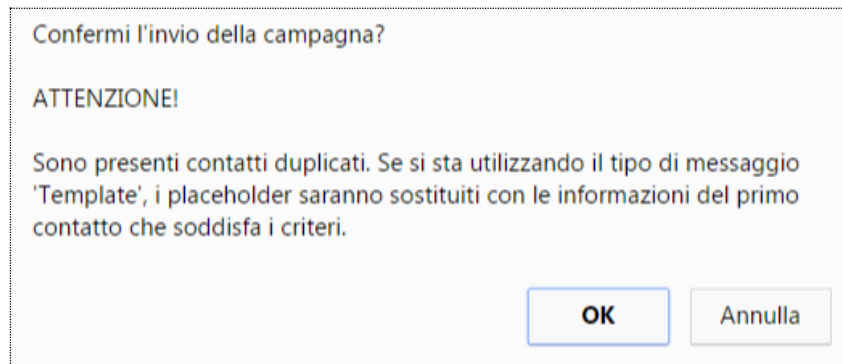 Confermi l'invio della campagna?
ATTENZIONE!
Sono presenti contatti duplicati. Se si sta utilizzando il tipo di messaggio
'Template', i placeholder saranno sostituiti con le informazioni del primo
contatto che soddisfa i criteri.
OK
Annulla